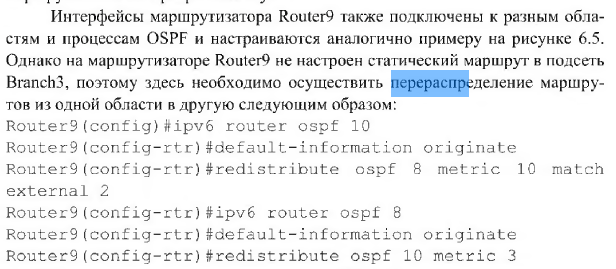 Интерфейсы маршрутизатора Router9 также подключены к разным обла-
стям и процессам OSPF и настраиваются аналогично примеру на рисунке 6.5.
Однако на маршрутизаторе Router9 не настроен статический маршрут в подсеть
Branch3, поэтому здесь необходимо осуществить перераспределение маршру-
тов из одной области в другую следующим образом:
Router9(config)#ipv6 router ospf 10
Router9(config-rtr)#default-information originate
Router9(config-rtr)#redistribute ospf 8 metric 10 match
external 2
Router9(config-rtr)#ipv6 router ospf 8
Router9(config-rtr)#default-information originate
Router9(config-rtr)#redistribute ospf 10 metric 3